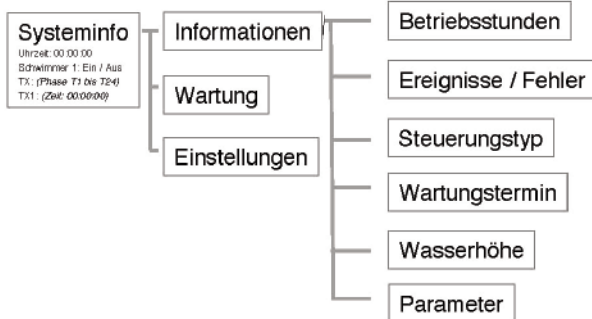 Systeminfo
Uhrzeit: 00:00:00
Schwimmer 1: Ein / Aus
TX: (Phase T1 bis T24)
TX1: (Zeit: 00:00:00)
Informationen
Wartung
Einstellungen
Betriebsstunden
Ereignisse / Fehler
Steuerungstyp
Wartungstermin
Wasserhöhe
Parameter